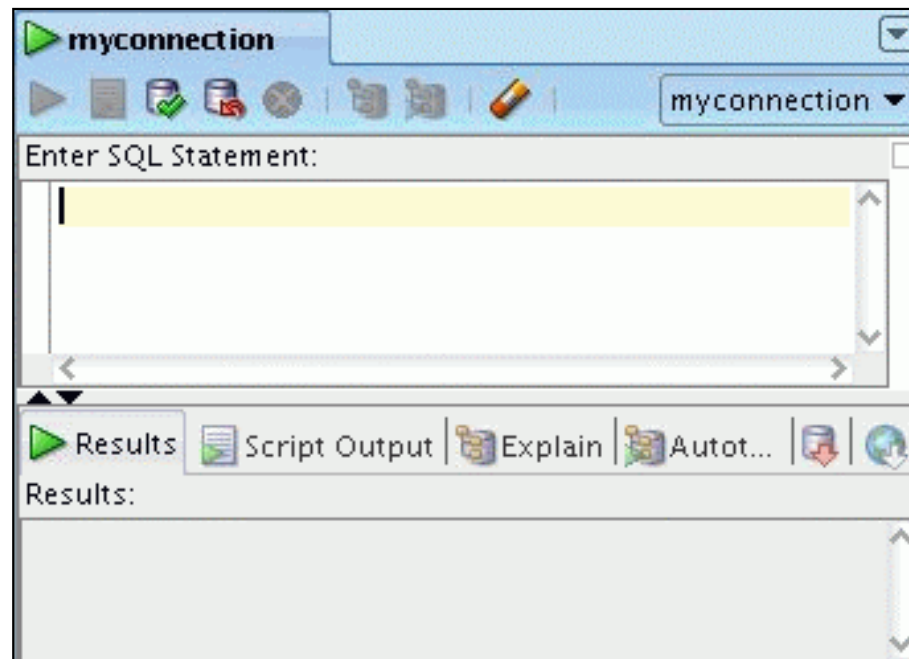 myconnection
myconnection
Enter SQL Statement:
Results Script Output Explain Autot...
Results: